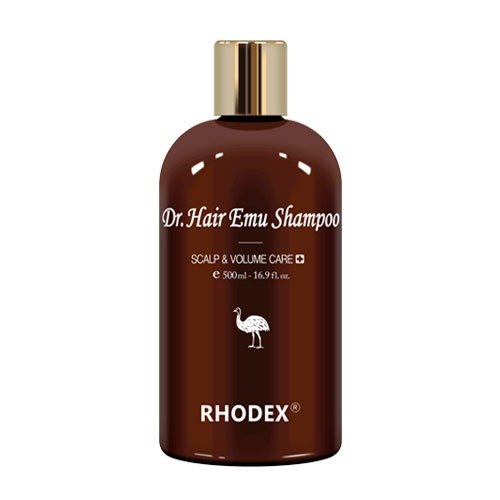 Dr.Hair Emu Shampoo
SCALP & VOLUME CARE +
e 500ml - 16.9 fl. oz.
RHODEX®